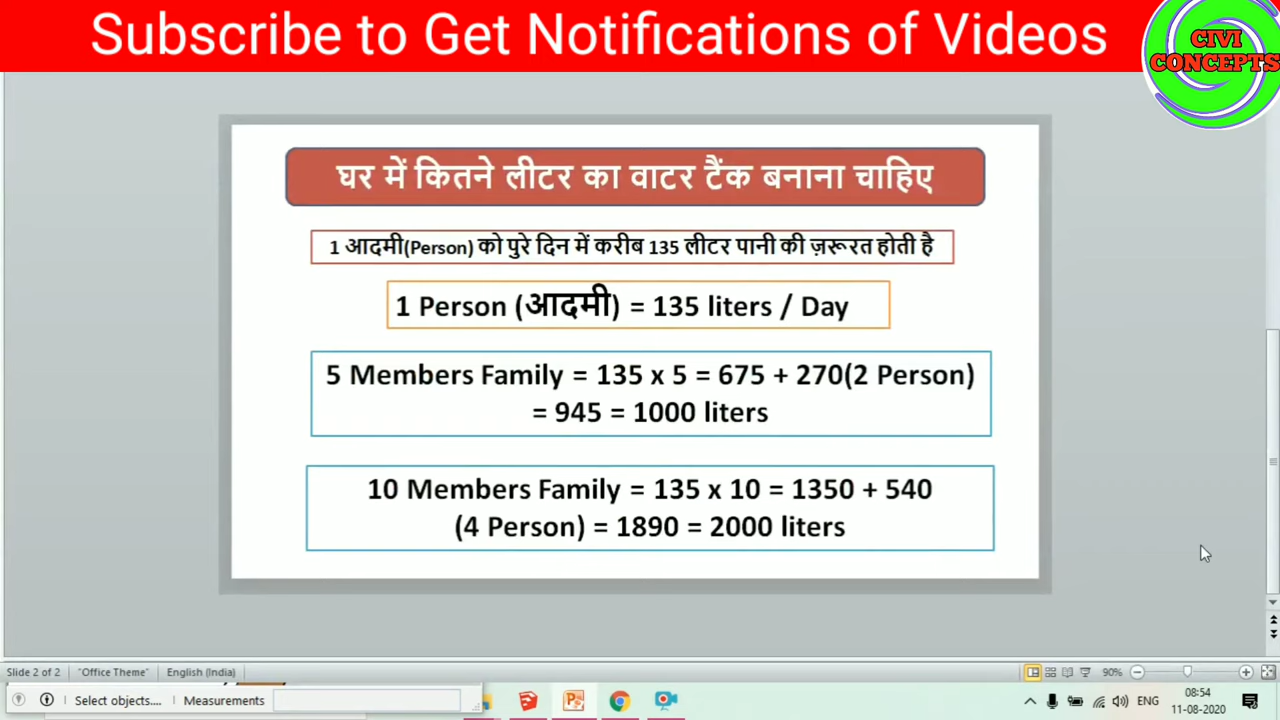 Subscribe to Get Notifications of Videos
CIVI
CONCEPTS
घर में कितने लीटर का वाटर टैंक बनाना चाहिए
1 आदमी(Person) को पुरे दिन में करीब 135 लीटर पानी की ज़रूरत होती है
1 Person (आदमी) = 135 liters / Day
5 Members Family = 135 x 5 = 675 + 270(2 Person)
= 945 = 1000 liters
10 Members Family = 135 x 10 = 1350 + 540
(4 Person) = 1890 = 2000 liters
Slide 2 of 2 "Office Theme" English (India) 90%
Select objects.... Measurements
ENG
08:54
11-08-2020